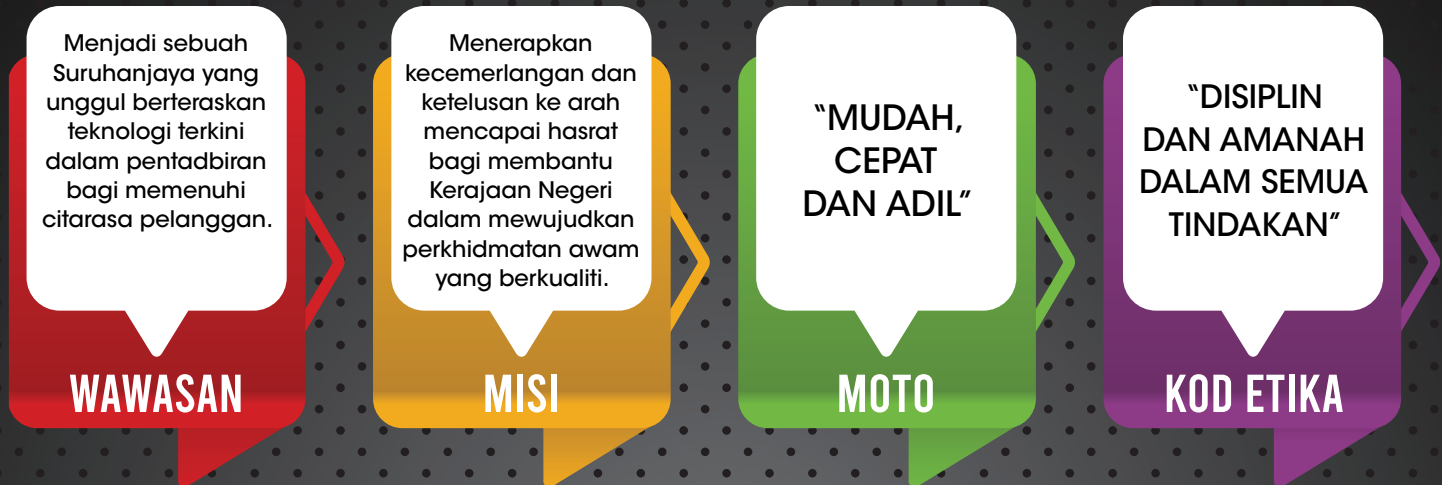 Menjadi sebuah
Suruhanjaya yang
unggul berteraskan
teknologi terkini
dalam pentadbiran
bagi memenuhi
citarasa pelanggan.
WAWASAN
Menerapkan
kecemerlangan dan
ketelusan ke arah
mencapai hasrat
bagi membantu
Kerajaan Negeri
dalam mewujudkan
perkhidmatan awam
yang berkualiti.
MISI
“MUDAH,
CEPAT
DAN ADIL”
MOTO
“DISIPLIN
DAN AMANAH
DALAM SEMUA
TINDAKAN”
KOD ETIKA